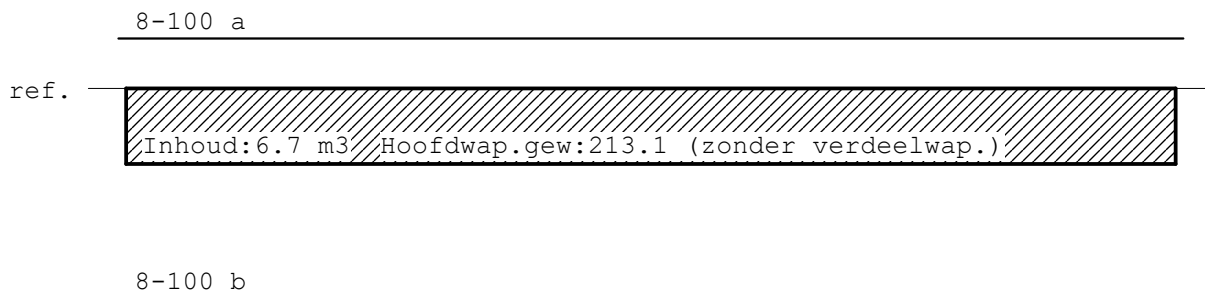 8-100 a
ref.
Inhoud:6.7 m3 Hoofdwap.gew:213.1 (zonder verdeelwap.)
8-100 b